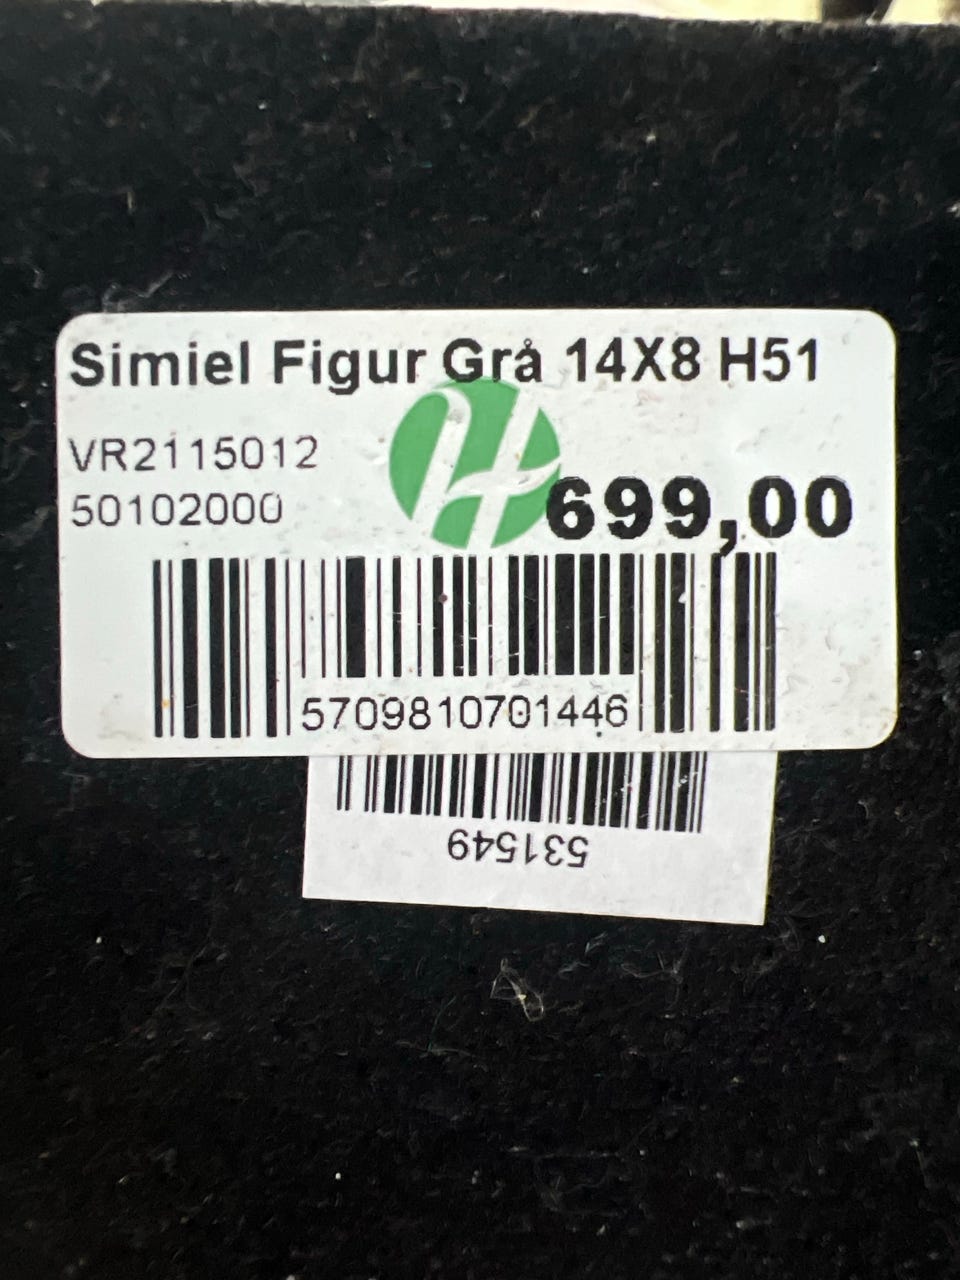 Simiel Figur Grå 14X8 H51
VR2115012
50102000
699,00
5709810701446
531549